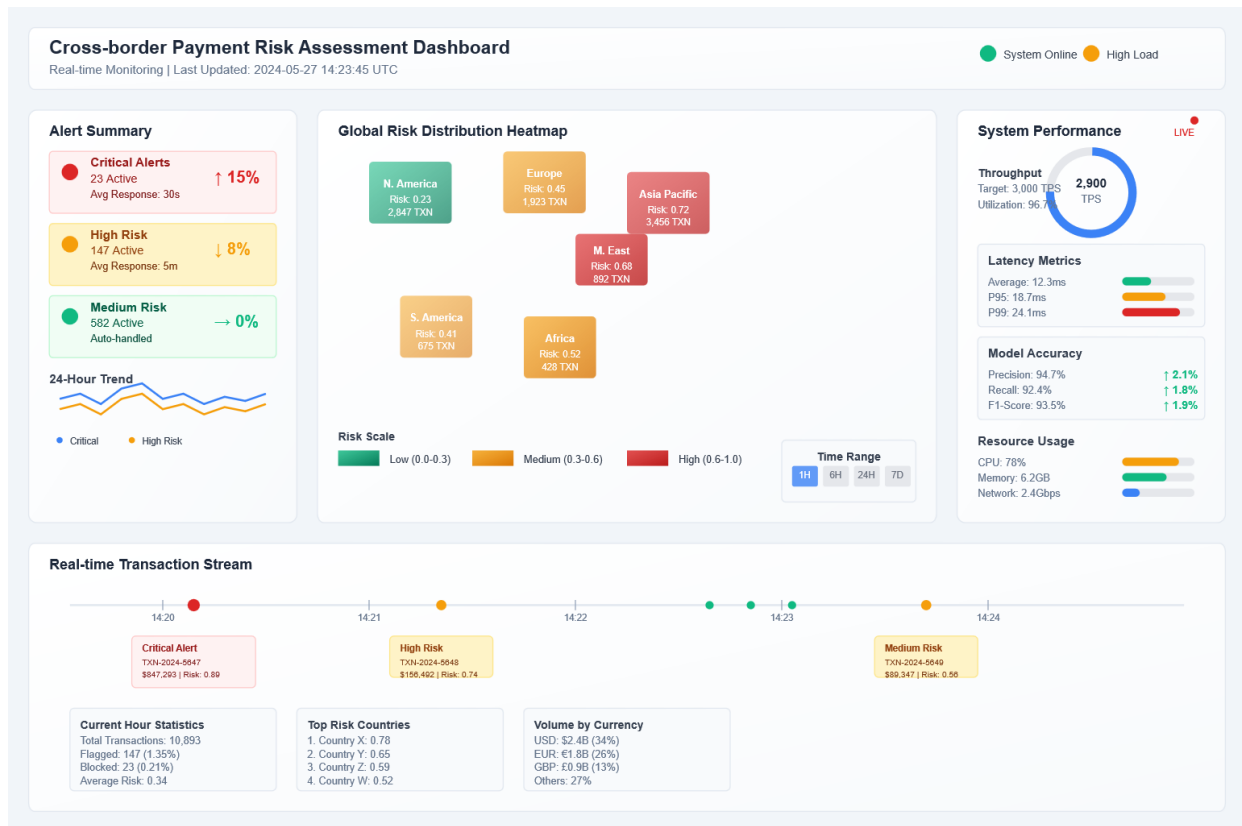 Cross-border Payment Risk Assessment Dashboard
Real-time Monitoring | Last Updated: 2024-05-27 14:23:45 UTC
System Online
High Load
Alert Summary
Critical Alerts
23 Active
Avg Response: 30s
↑ 15%
High Risk
147 Active
Avg Response: 5m
↓ 8%
Medium Risk
582 Active
Auto-handled
→ 0%
24-Hour Trend
Critical
High Risk
Global Risk Distribution Heatmap
N. America
Risk: 0.23
2,847 TXN
Europe
Risk: 0.45
1,923 TXN
Asia Pacific
Risk: 0.72
3,456 TXN
M. East
Risk: 0.68
892 TXN
S. America
Risk: 0.41
675 TXN
Africa
Risk: 0.52
428 TXN
Risk Scale
Low (0.0-0.3)
Medium (0.3-0.6)
High (0.6-1.0)
Time Range
1H
6H
24H
7D
System Performance
LIVE
Throughput
Target: 3,000 TPS
Utilization: 96.7%
2,900
TPS
Latency Metrics
Average: 12.3ms
P95: 18.7ms
P99: 24.1ms
Model Accuracy
Precision: 94.7% ↑ 2.1%
Recall: 92.4% ↑ 1.8%
F1-Score: 93.5% ↑ 1.9%
Resource Usage
CPU: 78%
Memory: 6.2GB
Network: 2.4Gbps
Real-time Transaction Stream
14:20
14:21
14:22
14:23
14:24
Critical Alert
TXN-2024-5647
$847,293 | Risk: 0.89
High Risk
TXN-2024-5648
$156,492 | Risk: 0.74
Medium Risk
TXN-2024-5649
$89,347 | Risk: 0.56
Current Hour Statistics
Total Transactions: 10,893
Flagged: 147 (1.35%)
Blocked: 23 (0.21%)
Average Risk: 0.34
Top Risk Countries
1. Country X: 0.78
2. Country Y: 0.65
3. Country Z: 0.59
4. Country W: 0.52
Volume by Currency
USD: $2.4B (34%)
EUR: €1.8B (26%)
GBP: £0.9B (13%)
Others: 27%